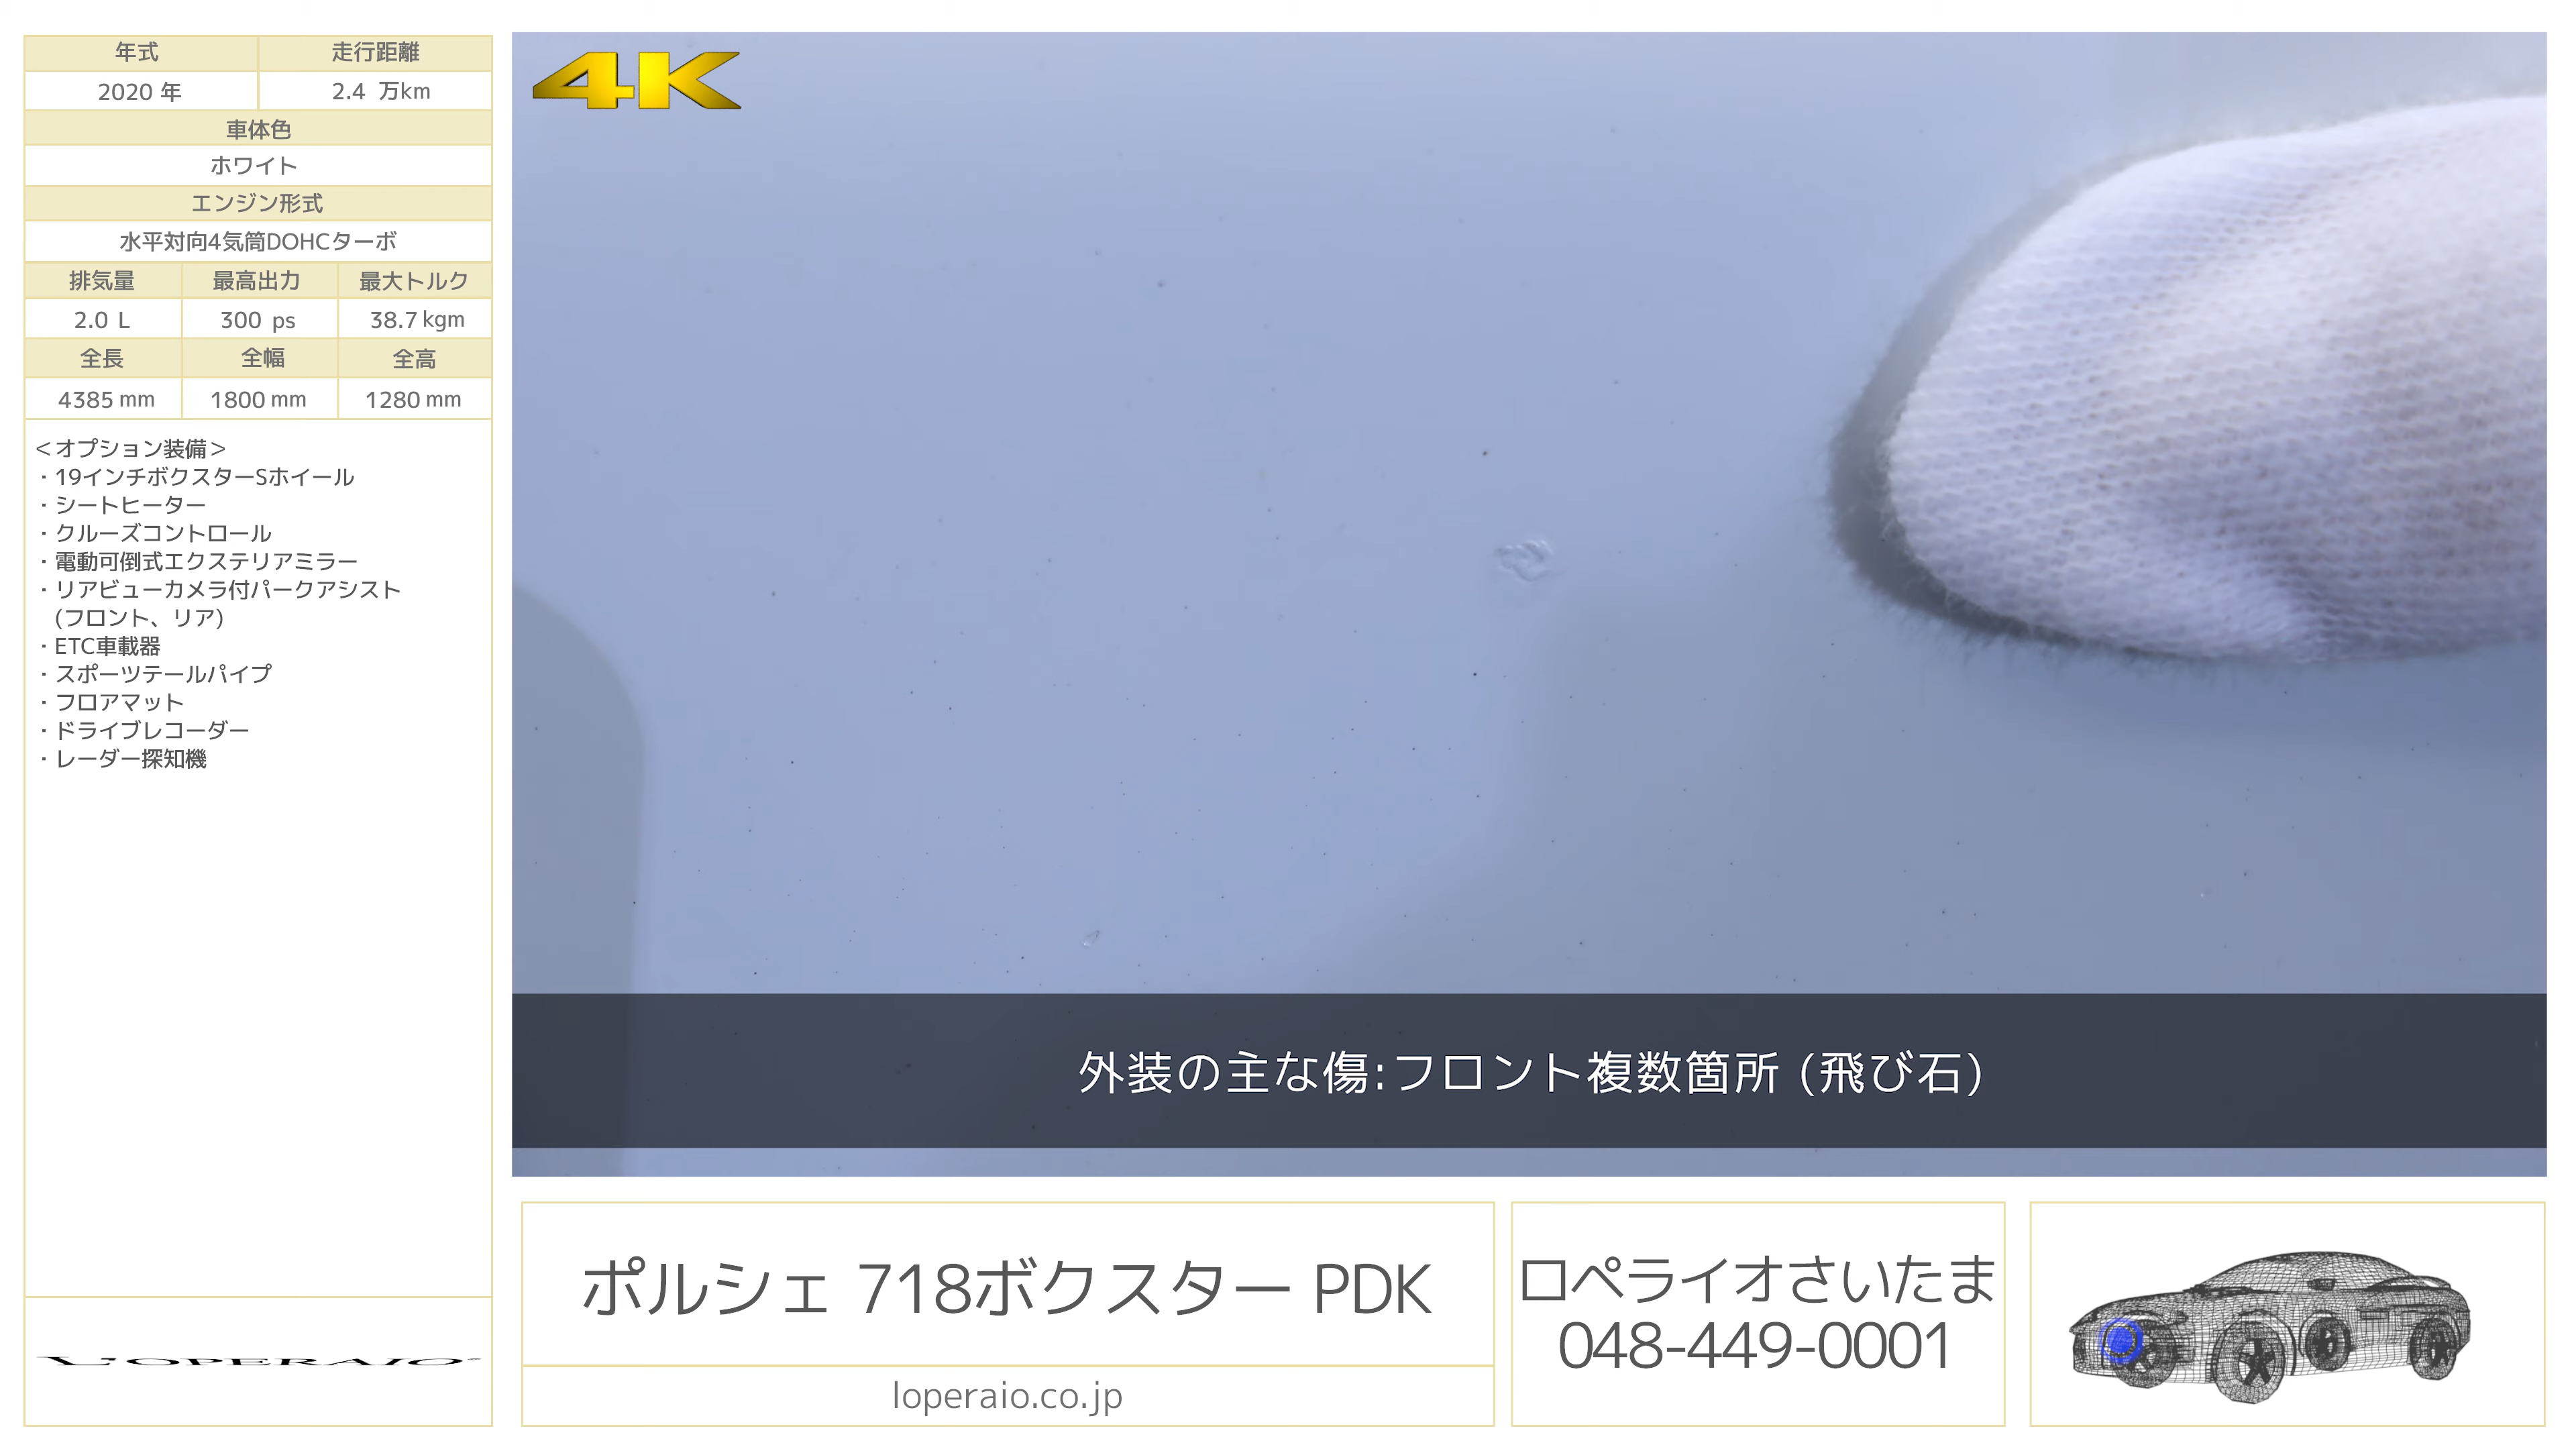 年式 走行距離
2020 年 2.4 万km
車体色
ホワイト
エンジン形式
水平対向4気筒DOHCターボ
排気量 最高出力 最大トルク
2.0 L 300 ps 38.7 kgm
全長 全幅 全高
4385 mm 1800 mm 1280 mm
＜オプション装備＞
・19インチボクスターSホイール
・シートヒーター
・クルーズコントロール
・電動可倒式エクステリアミラー
・リアビューカメラ付パークアシスト
(フロント、リア)
・ETC車載器
・スポーツテールパイプ
・フロアマット
・ドライブレコーダー
・レーダー探知機
LOPERAIO
4K
外装の主な傷:フロント複数箇所 (飛び石)
ポルシェ 718ボクスター PDK
loperaio.co.jp
ロペライオさいたま
048-449-0001